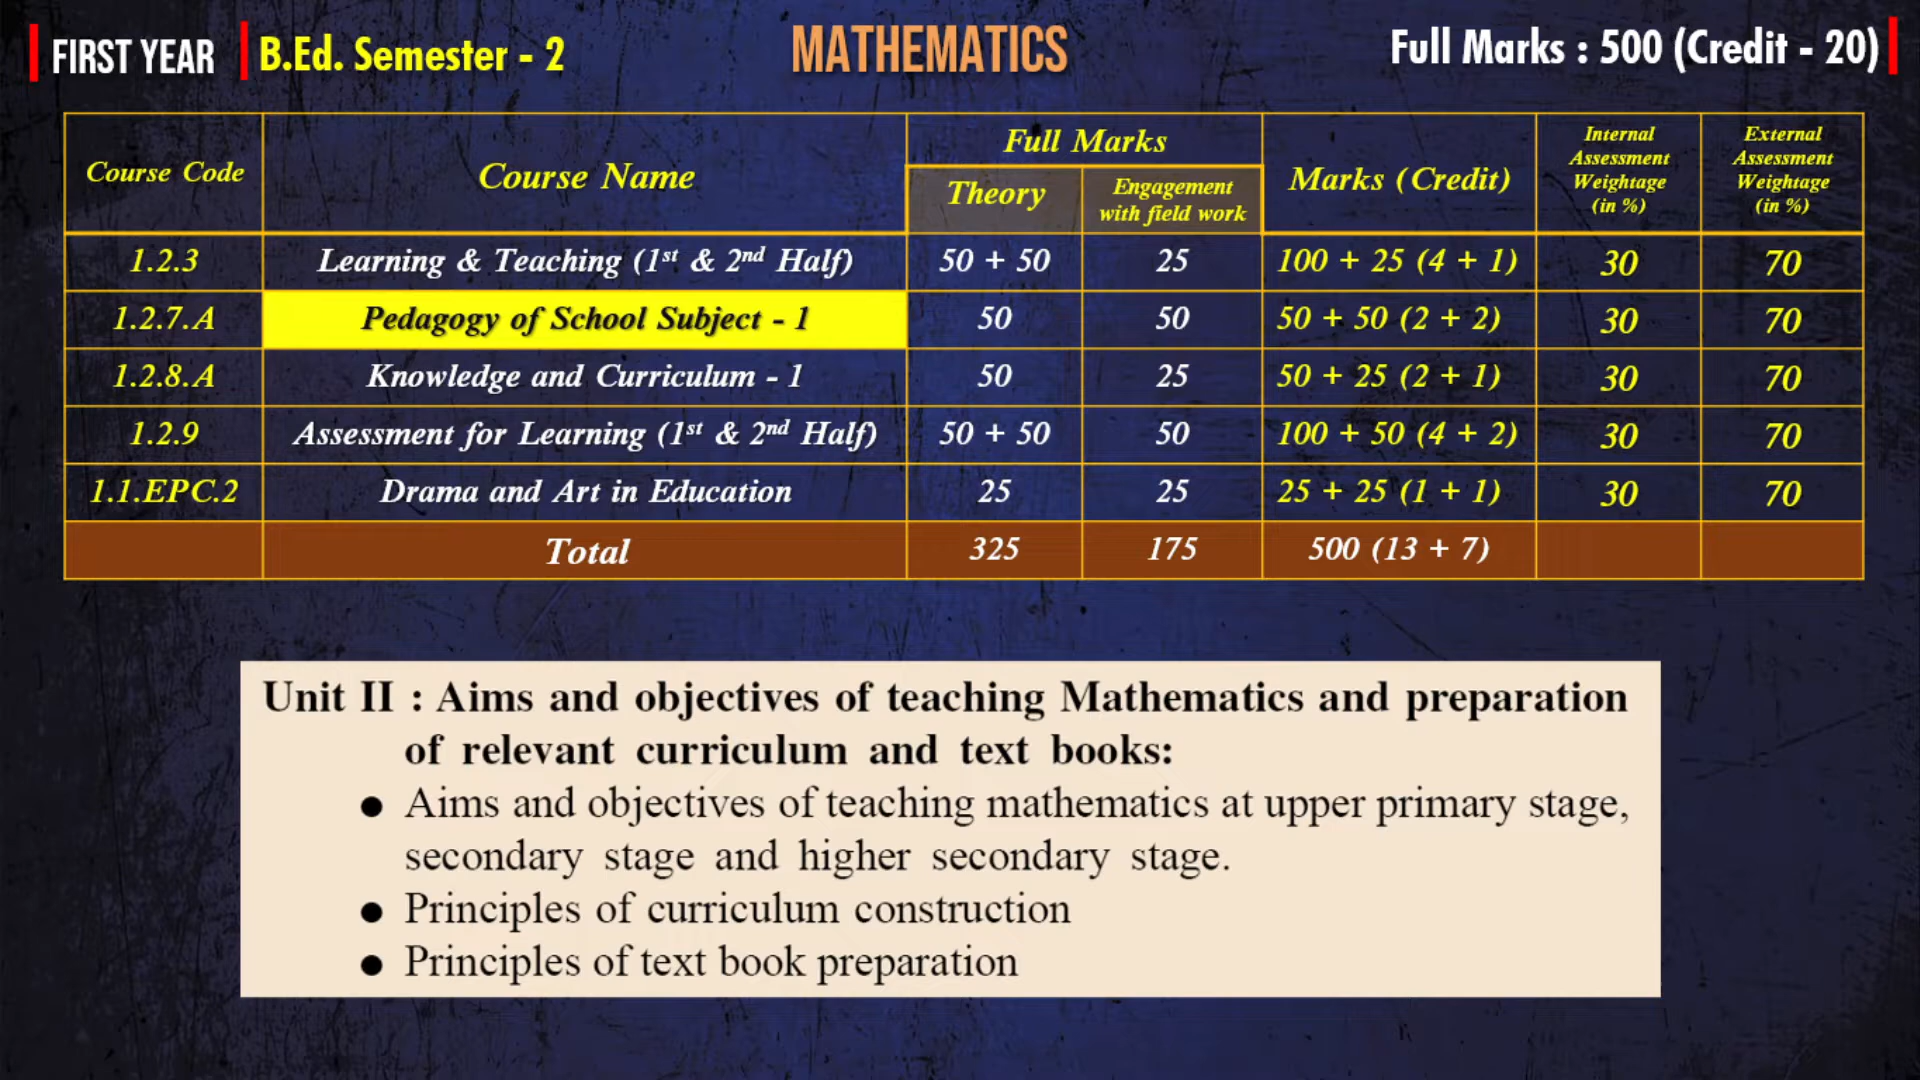 FIRST YEAR B.Ed. Semester - 2 MATHEMATICS Full Marks : 500 (Credit - 20)
Course Code Course Name Full Marks Marks (Credit) Internal Assessment Weightage (in %) External Assessment Weightage (in %)
Theory Engagement with field work
1.2.3 Learning & Teaching (1st & 2nd Half) 50 + 50 25 100 + 25 (4 + 1) 30 70
1.2.7.A Pedagogy of School Subject - 1 50 50 50 + 50 (2 + 2) 30 70
1.2.8.A Knowledge and Curriculum - 1 50 25 50 + 25 (2 + 1) 30 70
1.2.9 Assessment for Learning (1st & 2nd Half) 50 + 50 50 100 + 50 (4 + 2) 30 70
1.1.EPC.2 Drama and Art in Education 25 25 25 + 25 (1 + 1) 30 70
Total 325 175 500 (13 + 7)
Unit II : Aims and objectives of teaching Mathematics and preparation
of relevant curriculum and text books:
● Aims and objectives of teaching mathematics at upper primary stage,
secondary stage and higher secondary stage.
● Principles of curriculum construction
● Principles of text book preparation